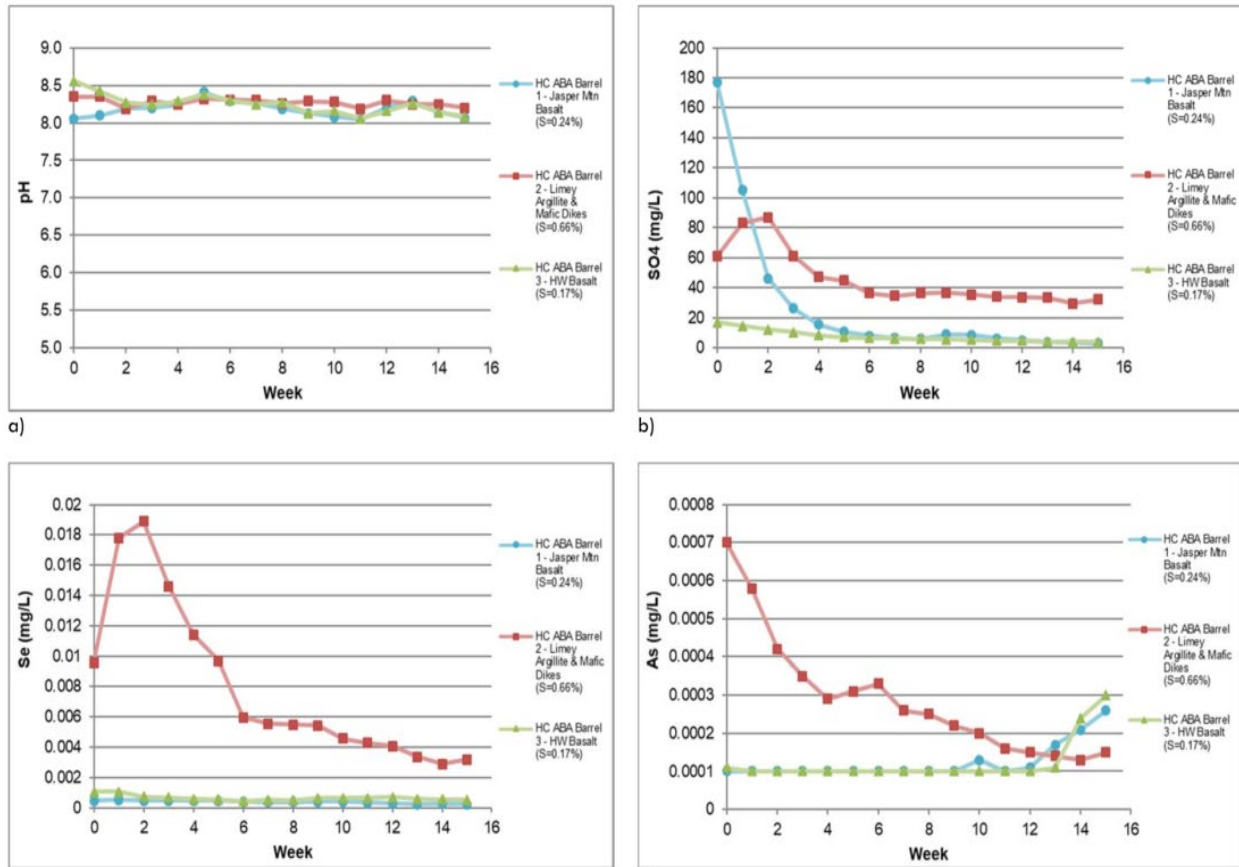 9.0
8.5
8.0
7.5
7.0
6.5
6.0
5.5
5.0
pH
0 2 4 6 8 10 12 14 16
Week
HC ABA Barrel
1 - Jasper Mtn
Basalt
(S=0.24%)
HC ABA Barrel
2 - Limey
Argillite &
Mafic Dikes
(S=0.66%)
HC ABA Barrel
3 - HW Basalt
(S=0.17%)
a)
200
180
160
140
120
100
80
60
40
20
0
SO4 (mg/L)
0 2 4 6 8 10 12 14 16
Week
HC ABA Barrel
1 - Jasper Mtn
Basalt
(S=0.24%)
HC ABA Barrel
2 - Limey
Argillite & Mafic
Dikes
(S=0.66%)
HC ABA Barrel
3 - HW Basalt
(S=0.17%)
b)
0.02
0.018
0.016
0.014
0.012
0.01
0.008
0.006
0.004
0.002
0
Se (mg/L)
0 2 4 6 8 10 12 14 16
Week
HC ABA Barrel
1 - Jasper Mtn
Basalt
(S=0.24%)
HC ABA Barrel
2 - Limey
Argillite & Mafic
Dikes
(S=0.66%)
HC ABA Barrel
3 - HW Basalt
(S=0.17%)
0.0008
0.0007
0.0006
0.0005
0.0004
0.0003
0.0002
0.0001
0
As (mg/L)
0 2 4 6 8 10 12 14 16
Week
HC ABA Barrel
1 - Jasper Mtn
Basalt
(S=0.24%)
HC ABA Barrel
2 - Limey
Argillite & Mafic
Dikes
(S=0.66%)
HC ABA Barrel
3 - HW Basalt
(S=0.17%)